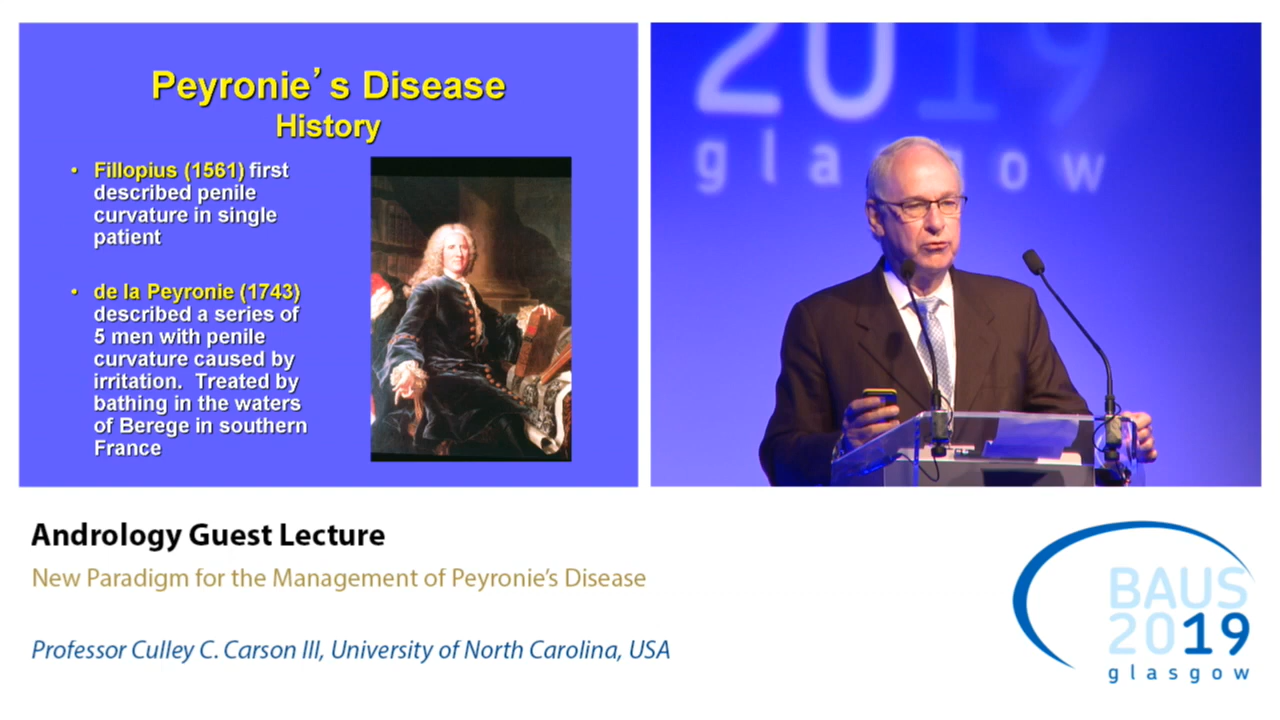 Peyronie's Disease
History
• Fillopius (1561) first
described penile
curvature in single
patient
• de la Peyronie (1743)
described a series of
5 men with penile
curvature caused by
irritation. Treated by
bathing in the waters
of Berege in southern
France
2019
glasgow
Andrology Guest Lecture
New Paradigm for the Management of Peyronie's Disease
Professor Culley C. Carson III, University of North Carolina, USA
BAUS
2019
glasgow